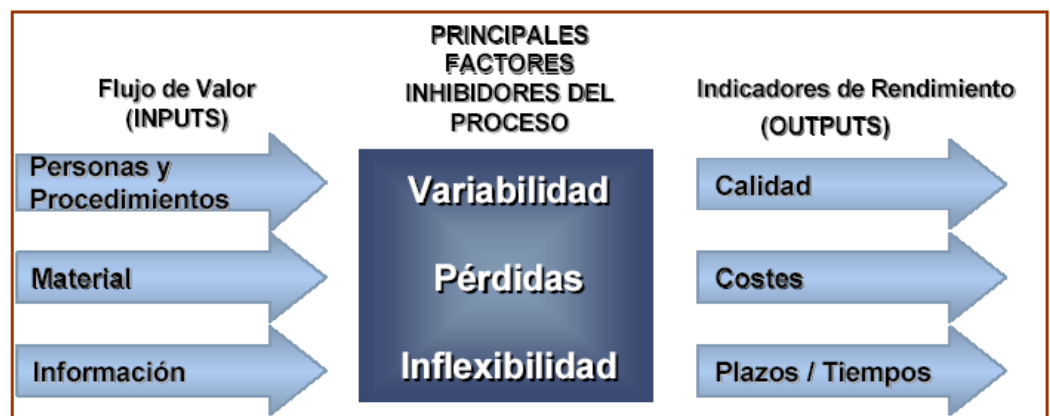 Flujo de Valor
(INPUTS)
Personas y
Procedimientos
Material
Información
PRINCIPALES
FACTORES
INHIBIDORES DEL
PROCESO
Variabilidad
Pérdidas
Inflexibilidad
Indicadores de Rendimiento
(OUTPUTS)
Calidad
Costes
Plazos / Tiempos